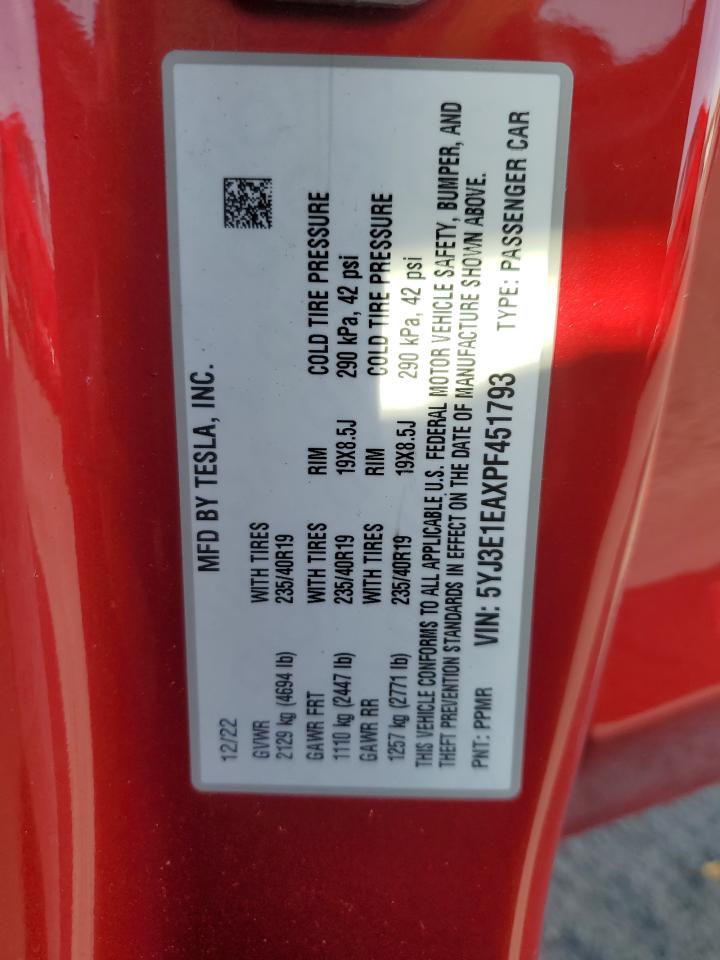 MFD BY TESLA, INC.
12/22
GVWR WITH TIRES
2129 kg (4694 lb) 235/40R19
GAWR FRT WITH TIRES RIM COLD TIRE PRESSURE
1110 kg (2447 lb) 235/40R19 19X8.5J 290 kPa, 42 psi
GAWR RR WITH TIRES RIM COLD TIRE PRESSURE
1257 kg (2771 lb) 235/40R19 19X8.5J 290 kPa, 42 psi
THIS VEHICLE CONFORMS TO ALL APPLICABLE U.S. FEDERAL MOTOR VEHICLE SAFETY, BUMPER, AND
THEFT PREVENTION STANDARDS IN EFFECT ON THE DATE OF MANUFACTURE SHOWN ABOVE.
PNT: PPMR VIN: 5YJ3E1EAXPF451793 TYPE: PASSENGER CAR